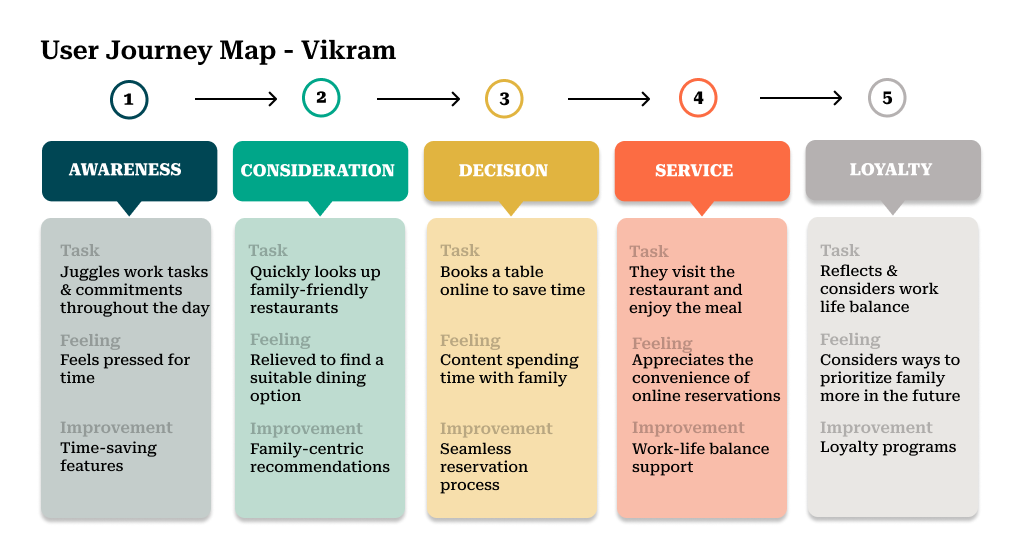 User Journey Map - Vikram
1
2
3
4
5
AWARENESS
CONSIDERATION
DECISION
SERVICE
LOYALTY
Task
Juggles work tasks
& commitments
throughout the day
Feeling
Feels pressed for
time
Improvement
Time-saving
features
Task
Quickly looks up
family-friendly
restaurants
Feeling
Relieved to find a
suitable dining
option
Improvement
Family-centric
recommendations
Task
Books a table
online to save time
Feeling
Content spending
time with family
Improvement
Seamless
reservation
process
Task
They visit the
restaurant and
enjoy the meal
Feeling
Appreciates the
convenience of
online reservations
Improvement
Work-life balance
support
Task
Reflects &
considers work
life balance
Feeling
Considers ways to
prioritize family
more in the future
Improvement
Loyalty programs